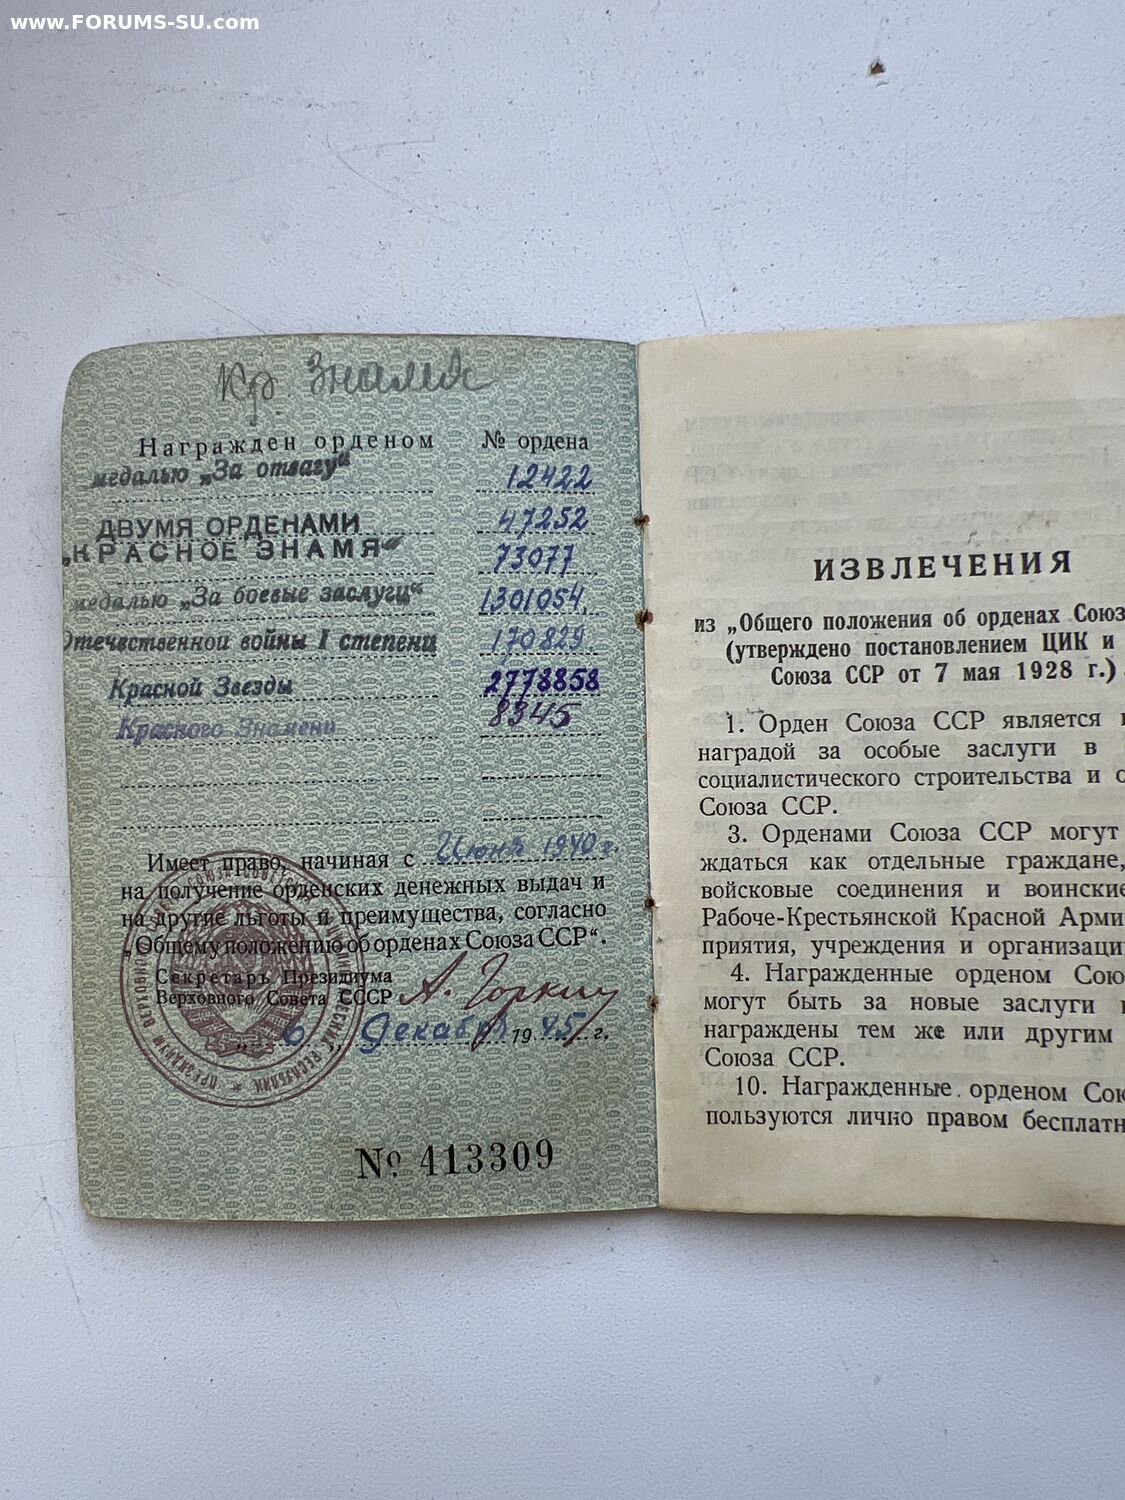 www.FORUMS-SU.com
Кр. Знамя
Награжден орденом № ордена
медалью „За отвагу“ 12422
ДВУМЯ ОРДЕНАМИ 47252
„КРАСНОЕ ЗНАМЯ“ 73077
медалью „За боевые заслуги“ 1301054
Отечественной войны I степени 170829
Красной Звезды 2778858
Красного Знамени 8345
Имеет право, начиная с Июня 1940 г.
на получение орденских денежных выдач и
на другие льготы и преимущества, согласно
„Общему положению об орденах Союза ССР“.
Секретарь Президиума
Верховного Совета СССР А. Горкин
„6„ Декабря 1945 г.
№ 413309
ИЗВЛЕЧЕНИЯ
из „Общего положения об орденах Союз
(утверждено постановлением ЦИК и
Союза ССР от 7 мая 1928 г.).
1. Орден Союза ССР является
наградой за особые заслуги в
социалистического строительства и о
Союза ССР.
3. Орденами Союза ССР могут
ждаться как отдельные граждане,
войсковые соединения и воинские
Рабоче-Крестьянской Красной Арми
приятия, учреждения и организаци
4. Награжденные орденом Сою
могут быть за новые заслуги
награждены тем же или другим
Союза ССР.
10. Награжденные орденом Сою
пользуются лично правом бесплатн